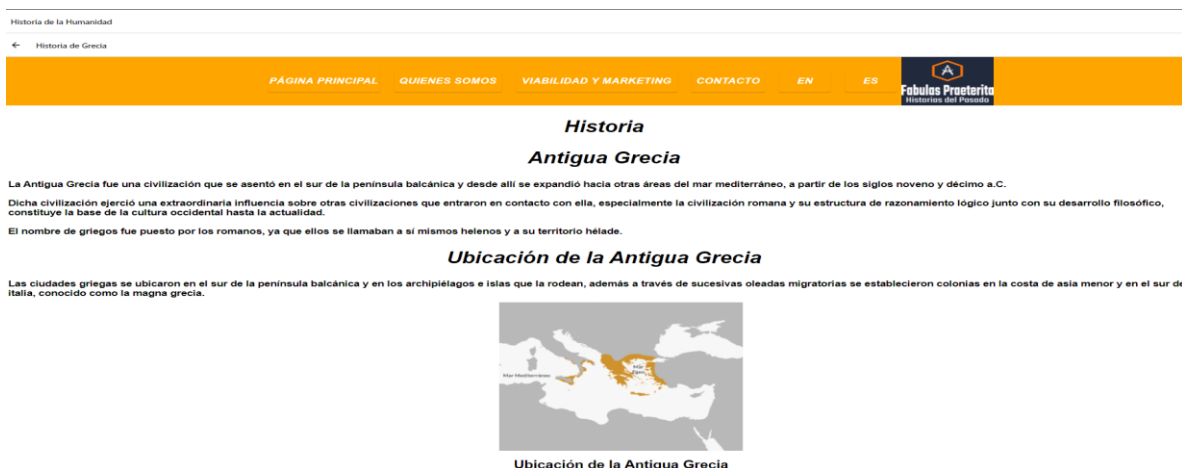 Historia de la Humanidad
← Historia de Grecia
PÁGINA PRINCIPAL QUIENES SOMOS VIABILIDAD Y MARKETING CONTACTO EN ES
A
Fabulas Praeterita
Historias del Pasado
Historia
Antigua Grecia
La Antigua Grecia fue una civilización que se asentó en el sur de la península balcánica y desde allí se expandió hacia otras áreas del mar mediterráneo, a partir de los siglos noveno y décimo a.C.
Dicha civilización ejerció una extraordinaria influencia sobre otras civilizaciones que entraron en contacto con ella, especialmente la civilización romana y su estructura de razonamiento lógico junto con su desarrollo filosófico,
constituye la base de la cultura occidental hasta la actualidad.
El nombre de griegos fue puesto por los romanos, ya que ellos se llamaban a sí mismos helenos y a su territorio hélade.
Ubicación de la Antigua Grecia
Las ciudades griegas se ubicaron en el sur de la península balcánica y en los archipiélagos e islas que la rodean, además a través de sucesivas oleadas migratorias se establecieron colonias en la costa de asia menor y en el sur de
italia, conocido como la magna grecia.
Mar
Egeo
Mar Mediterráneo
Ubicación de la Antigua Grecia